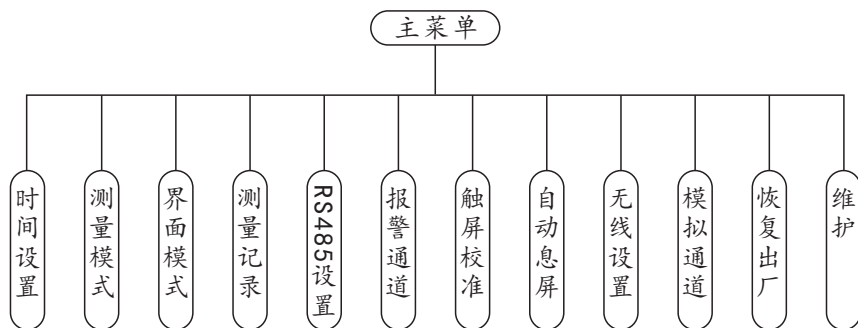 主菜单
时间设置
测量模式
界面模式
测量记录
RS485设置
报警通道
触屏校准
自动息屏
无线设置
模拟通道
恢复出厂
维护